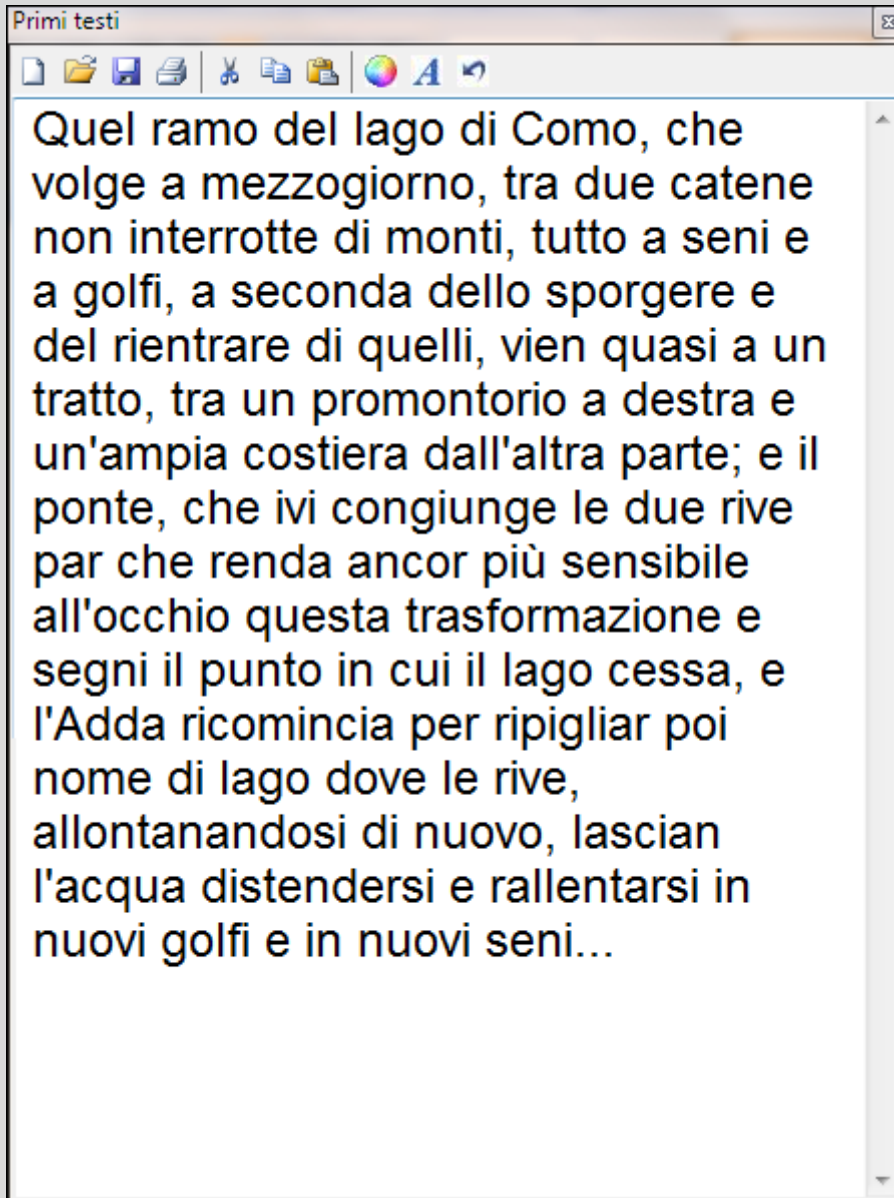 Primi testi
Quel ramo del lago di Como, che
volge a mezzogiorno, tra due catene
non interrotte di monti, tutto a seni e
a golfi, a seconda dello sporgere e
del rientrare di quelli, vien quasi a un
tratto, tra un promontorio a destra e
un'ampia costiera dall'altra parte; e il
ponte, che ivi congiunge le due rive
par che renda ancor più sensibile
all'occhio questa trasformazione e
segni il punto in cui il lago cessa, e
l'Adda ricomincia per ripigliar poi
nome di lago dove le rive,
allontanandosi di nuovo, lascian
l'acqua distendersi e rallentarsi in
nuovi golfi e in nuovi seni...